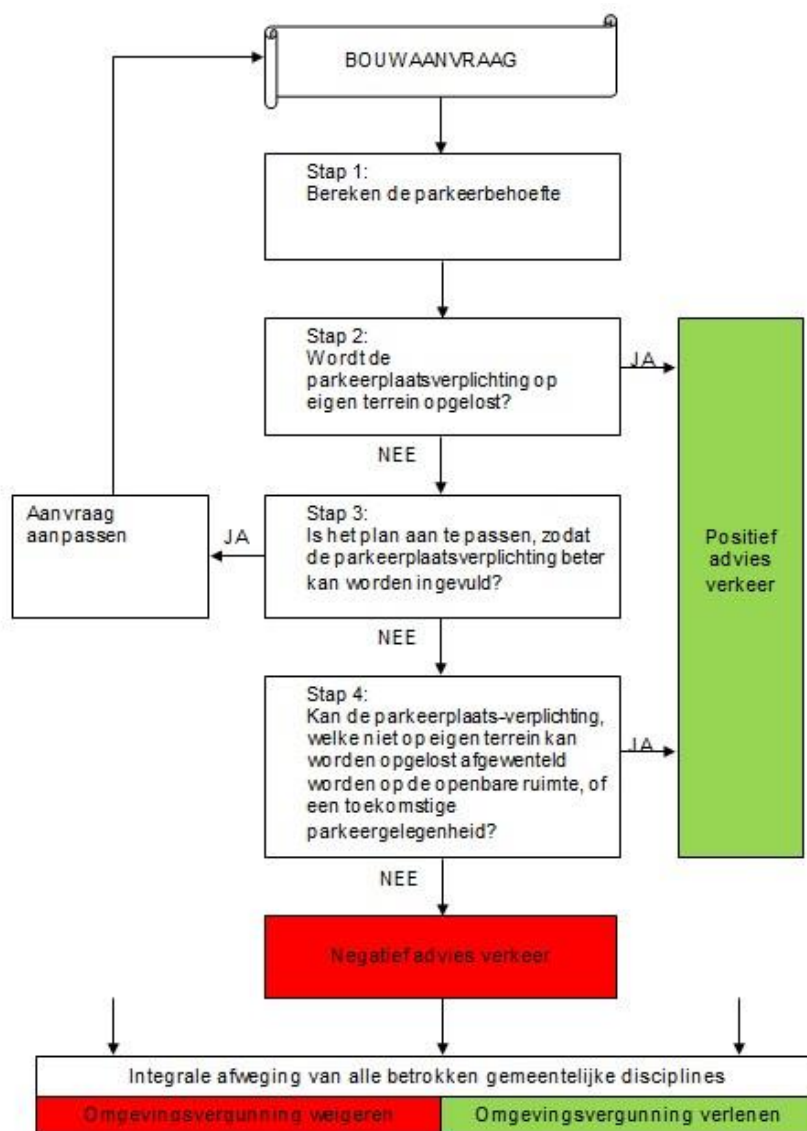 BOUWAANVRAAG
Stap 1:
Bereken de parkeerbehoefte
Stap 2:
Wordt de
parkeerplaatsverplichting op
eigen terrein opgelost?
JA
NEE
Aanvraag
aanpassen
JA
Stap 3:
Is het plan aan te passen, zodat
de parkeerplaatsverplichting beter
kan worden ingevuld?
Positief
advies
verkeer
NEE
Stap 4:
Kan de parkeerplaats-verplichting,
welke niet op eigen terrein kan
worden opgelost afgewenteld
worden op de openbare ruimte, of
een toekomstige
parkeergelegenheid?
JA
NEE
Negatief advies verkeer
Integrale afweging van alle betrokken gemeentelijke disciplines
Omgevingsvergunning weigeren
Omgevingsvergunning verlenen